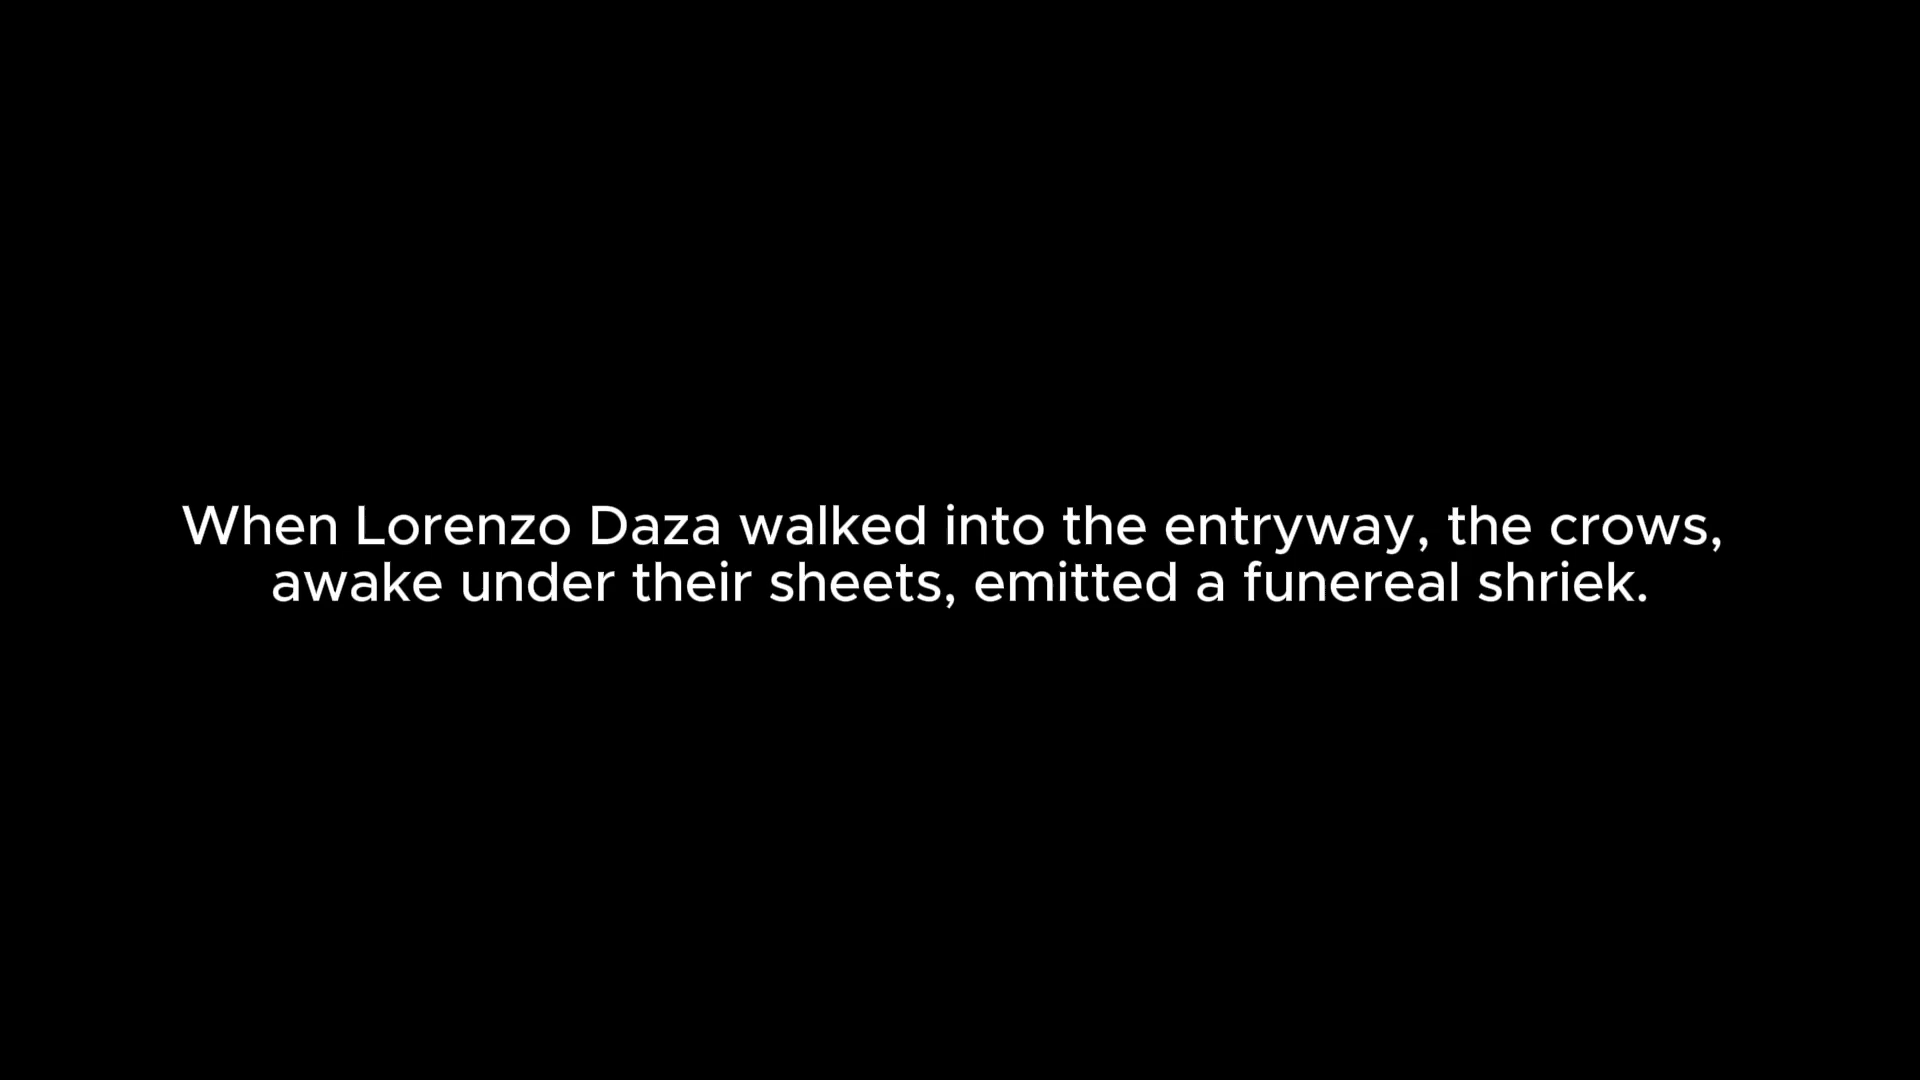 When Lorenzo Daza walked into the entryway, the crows,
awake under their sheets, emitted a funereal shriek.